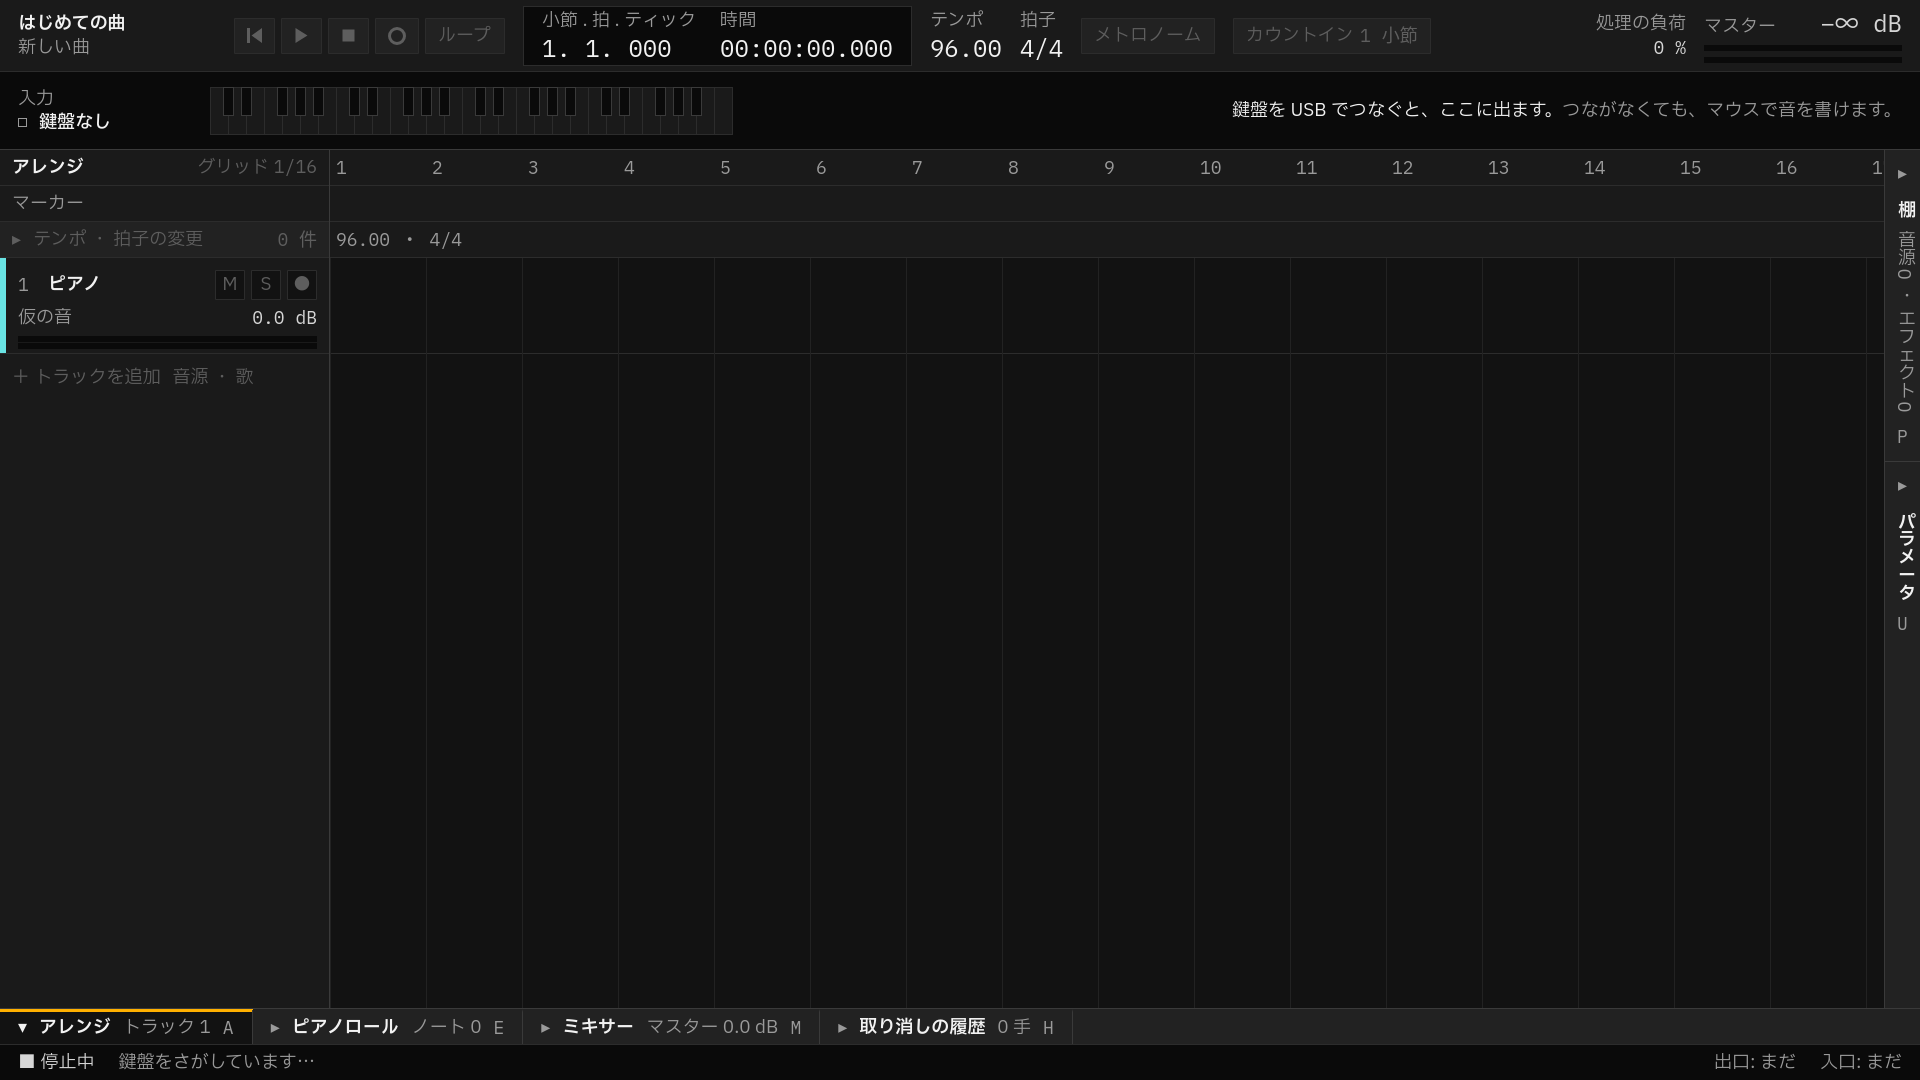 はじめての曲
新しい曲
ループ
小節 . 拍 . ティック 時間
1. 1. 000 00:00:00.000
テンポ 拍子
96.00 4/4
メトロノーム
カウントイン 1 小節
処理の負荷
0 %
マスター -∞ dB
入力
鍵盤なし
鍵盤を USB でつなぐと、ここに出ます。つながなくても、マウスで音を書けます。
アレンジ グリッド 1/16
1 2 3 4 5 6 7 8 9 10 11 12 13 14 15 16 1
マーカー
▶ テンポ · 拍子の変更 0 件
96.00 · 4/4
1 ピアノ M S
仮の音 0.0 dB
＋ トラックを追加 音源 · 歌
▶ 棚 音源 0 · エフェクト 0 P
▶ パラメータ U
▼ アレンジ トラック 1 A
▶ ピアノロール ノート 0 E
▶ ミキサー マスター 0.0 dB M
▶ 取り消しの履歴 0 手 H
■ 停止中 鍵盤をさがしています…
出口: まだ 入口: まだ